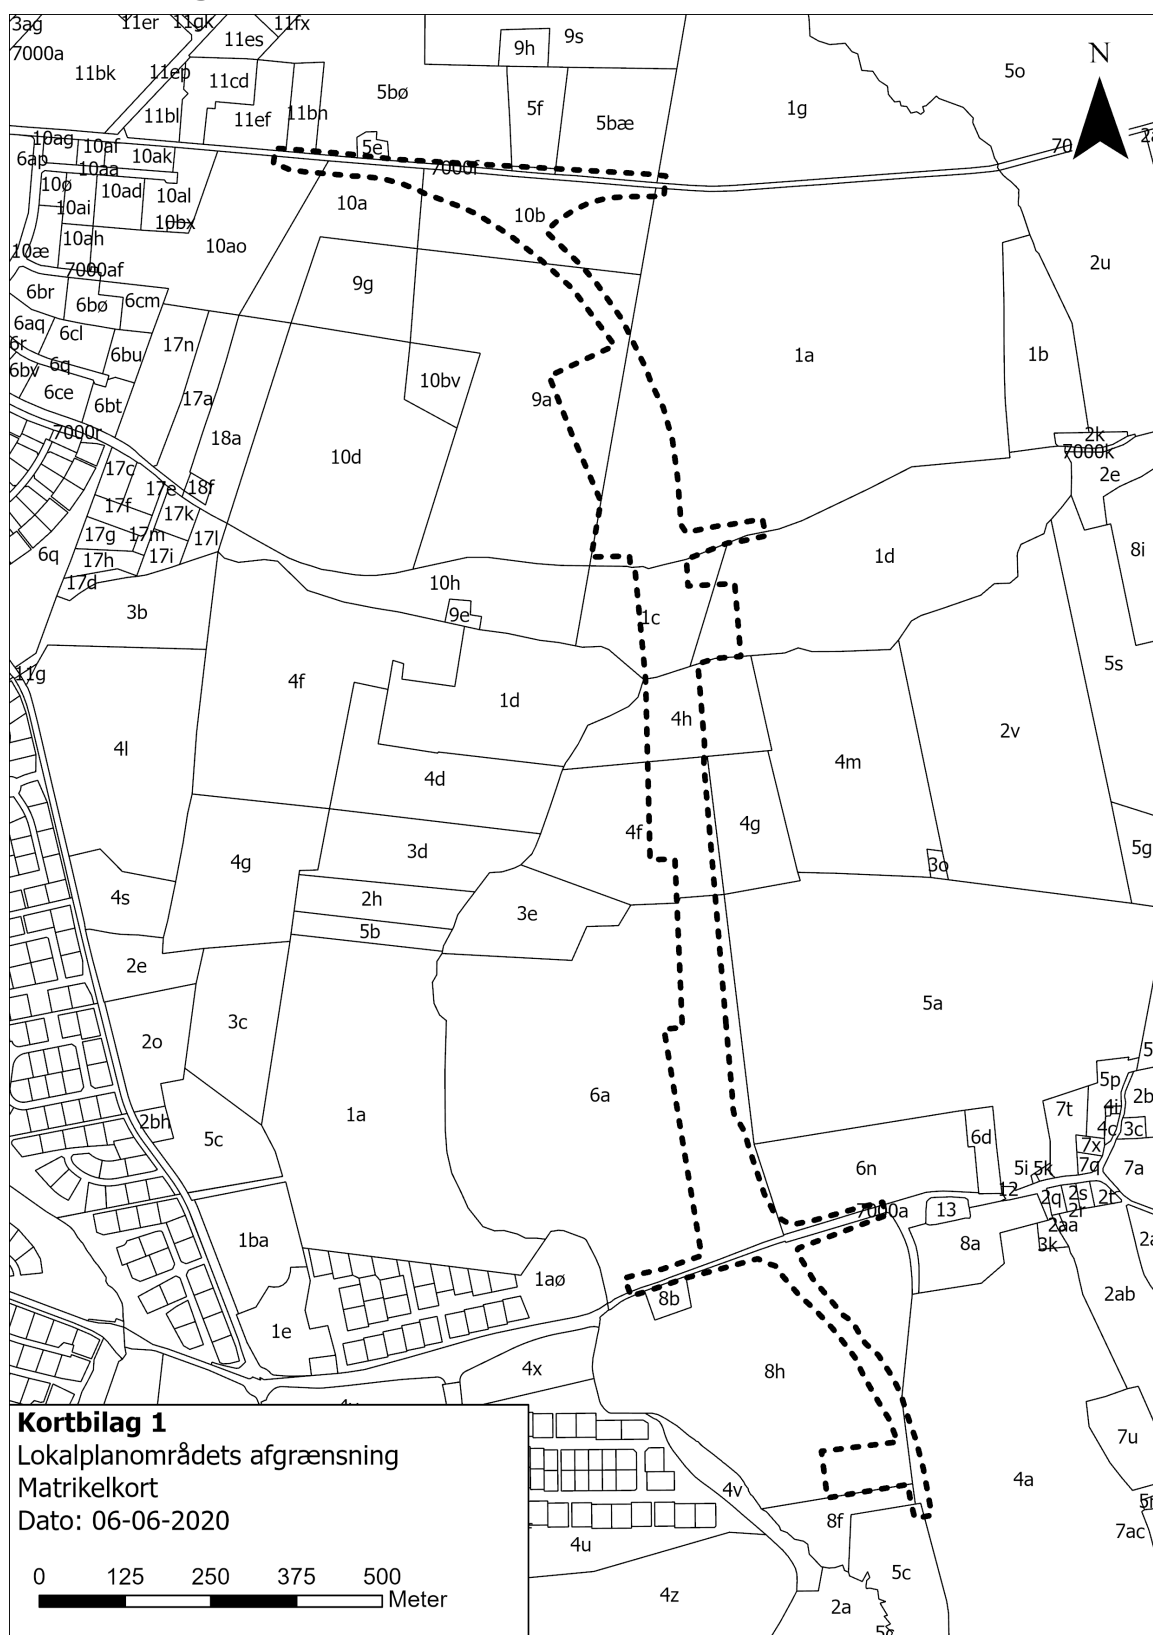 3ag
11er
11gk
11fx
9s
9h
11es
7000a
11bk
11ep
11cd
5bø
5o
1g
5f
5bæ
11bl
11ef
11bn
5e
7000f
70
10ag
10af
10ak
6ap
10aa
10ø
10ad
10al
10ai
10bx
10a
10b
10ah
10ao
10æ
7000af
2u
6br
6bø
6cm
9g
6aq
6cl
6r
17n
1a
1b
6q
6bu
6bv
6ce
10bv
6bt
17a
9a
18a
7000r
2k
7000k
10d
17c
2e
17e
18f
17f
17k
17g
17m
17l
6q
17h
17i
1d
8i
17d
10h
3b
9e
1c
5s
11g
4f
1d
4h
2v
4l
4m
4d
4f
4g
3d
5g
4g
3o
4s
2h
3e
5b
2e
5a
3c
2o
5p
6a
2b
7t
4i
1a
2bh
4c
3c
5c
6d
7x
6n
5i
5k
7q
7a
12
2q
2s
2t
7000a
13
2r
2aa
1ba
8a
3k
1aø
2ab
8b
1e
4x
8h
7u
4a
4v
8f
7ac
4u
5c
4z
2a
Kortbilag 1
Lokalplanområdets afgrænsning
Matrikelkort
Dato: 06-06-2020
0 125 250 375 500
Meter
N